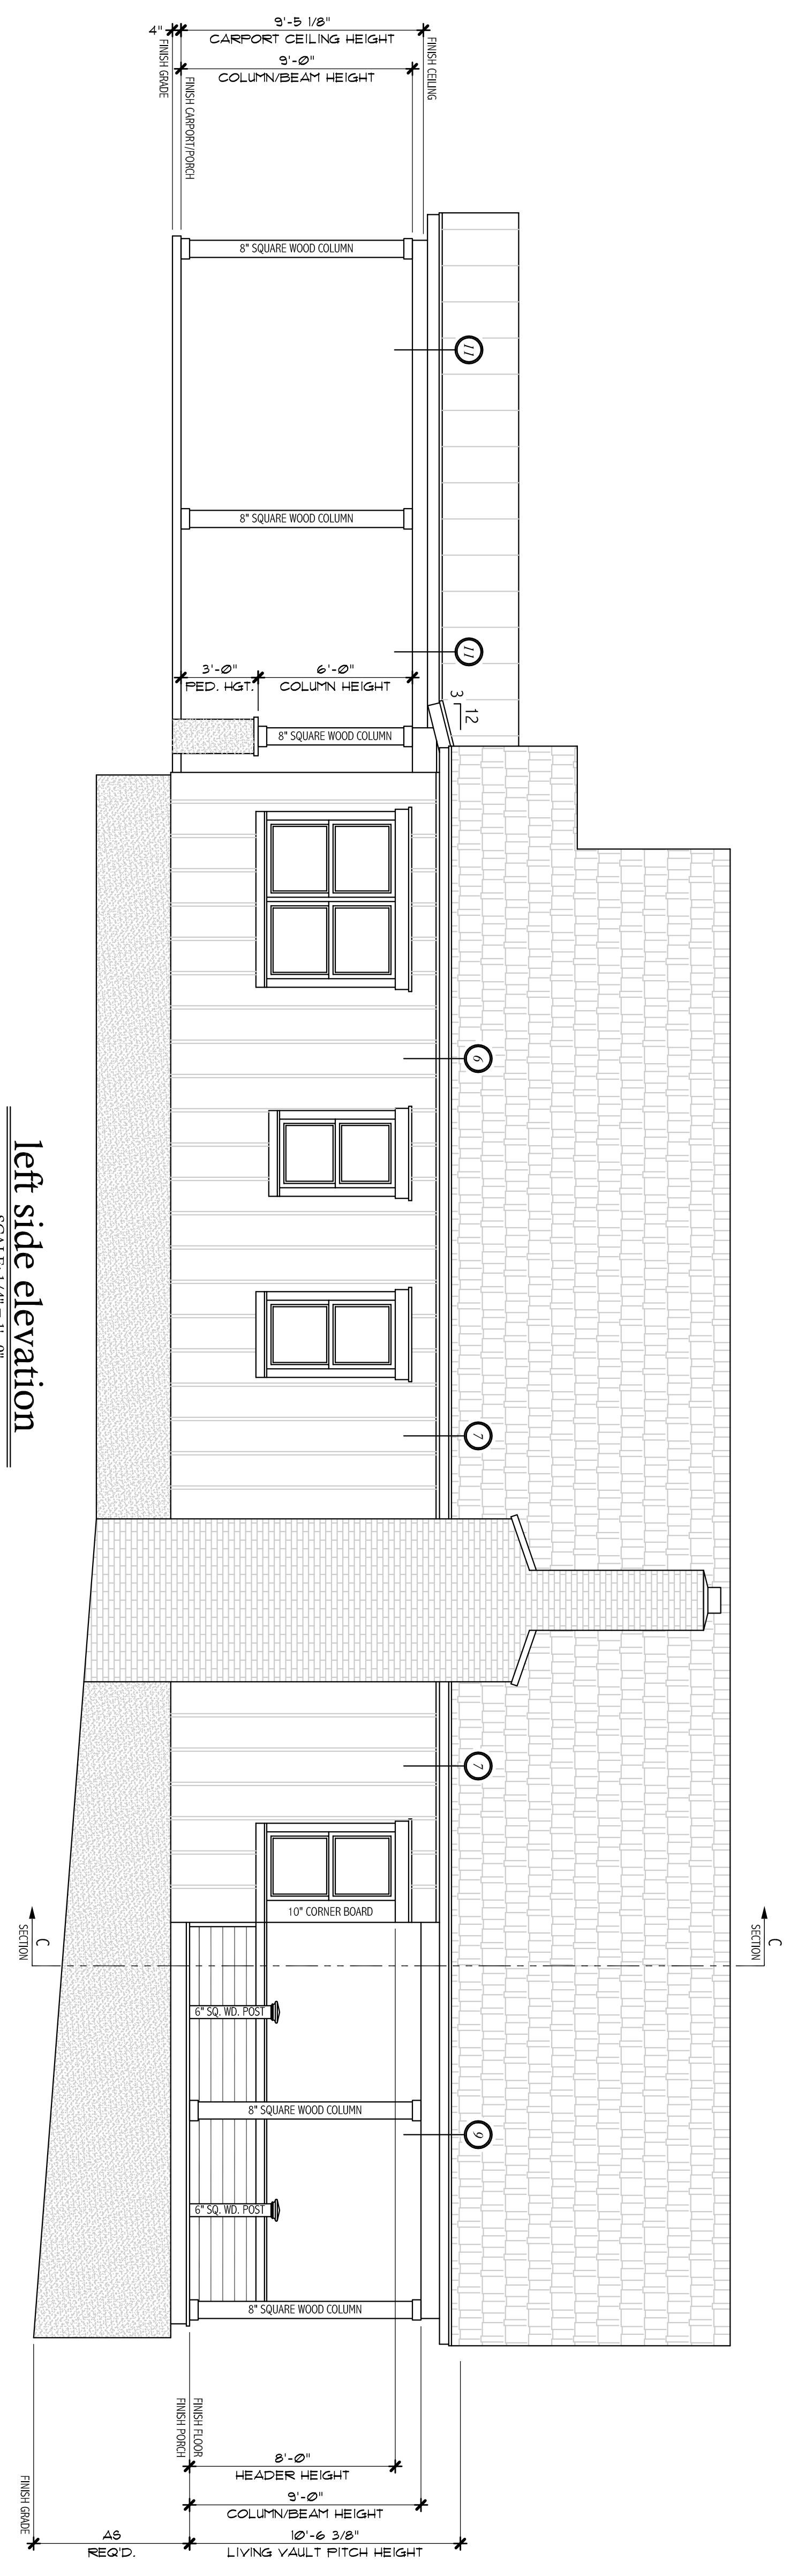 9'-5 1/8"
CARPORT CEILING HEIGHT
4"
9'-0"
COLUMN/BEAM HEIGHT
FINISH GRADE
FINISH CARPORT/PORCH
FINISH CEILING
8" SQUARE WOOD COLUMN
11
8" SQUARE WOOD COLUMN
11
3'-0"
PED. HGT.
6'-0"
COLUMN HEIGHT
12
3
8" SQUARE WOOD COLUMN
6
7
7
10" CORNER BOARD
C
SECTION
C
SECTION
6" SQ. WD. POST
8" SQUARE WOOD COLUMN
9
6" SQ. WD. POST
8" SQUARE WOOD COLUMN
FINISH FLOOR
FINISH PORCH
8'-0"
HEADER HEIGHT
9'-0"
COLUMN/BEAM HEIGHT
10'-6 3/8"
LIVING VAULT PITCH HEIGHT
AS
REQ'D.
FINISH GRADE
left side elevation
SCALE: 1/4" = 1'-0"